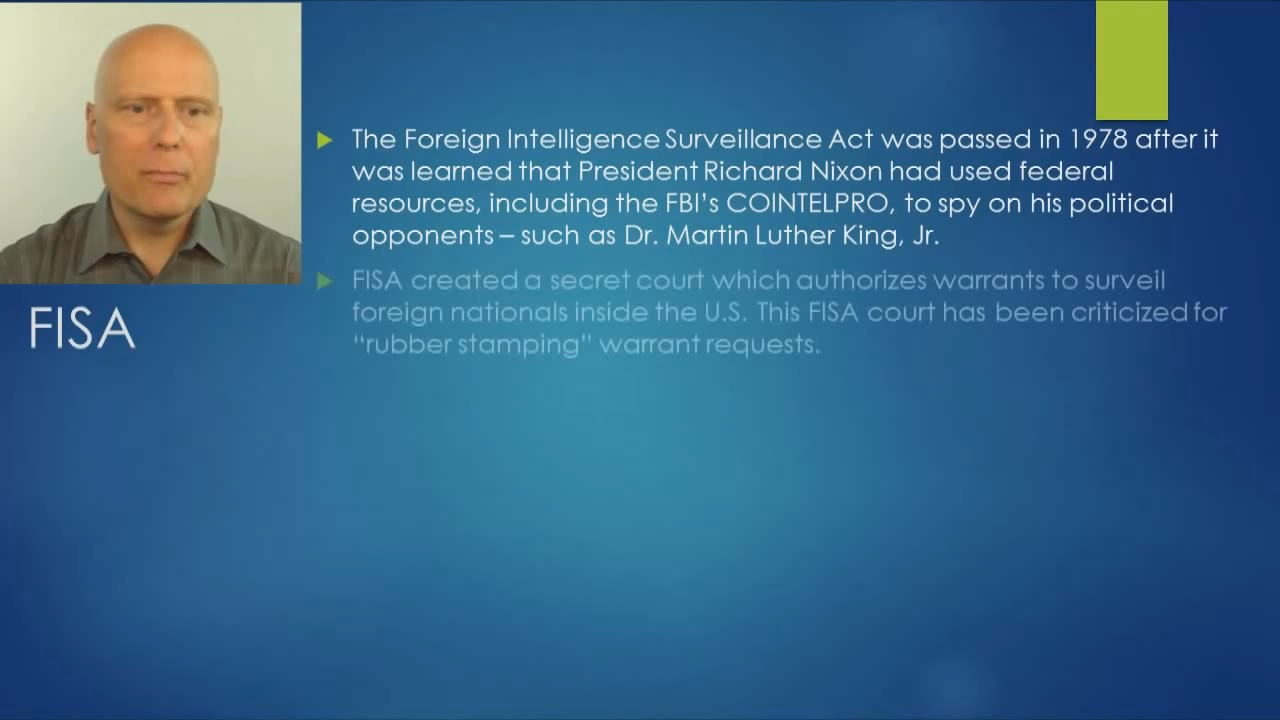 The Foreign Intelligence Surveillance Act was passed in 1978 after it
was learned that President Richard Nixon had used federal
resources, including the FBI's COINTELPRO, to spy on his political
opponents – such as Dr. Martin Luther King, Jr.
FISA created a secret court which authorizes warrants to surveil
foreign nationals inside the U.S. This FISA court has been criticized for
“rubber stamping” warrant requests.
FISA